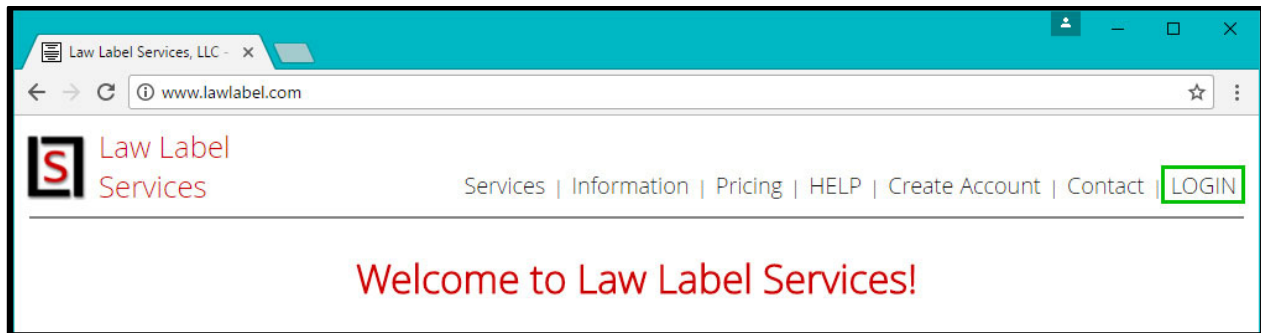 Law Label Services, LLC -
www.lawlabel.com
S
Law Label
Services
Services | Information | Pricing | HELP | Create Account | Contact | LOGIN
Welcome to Law Label Services!